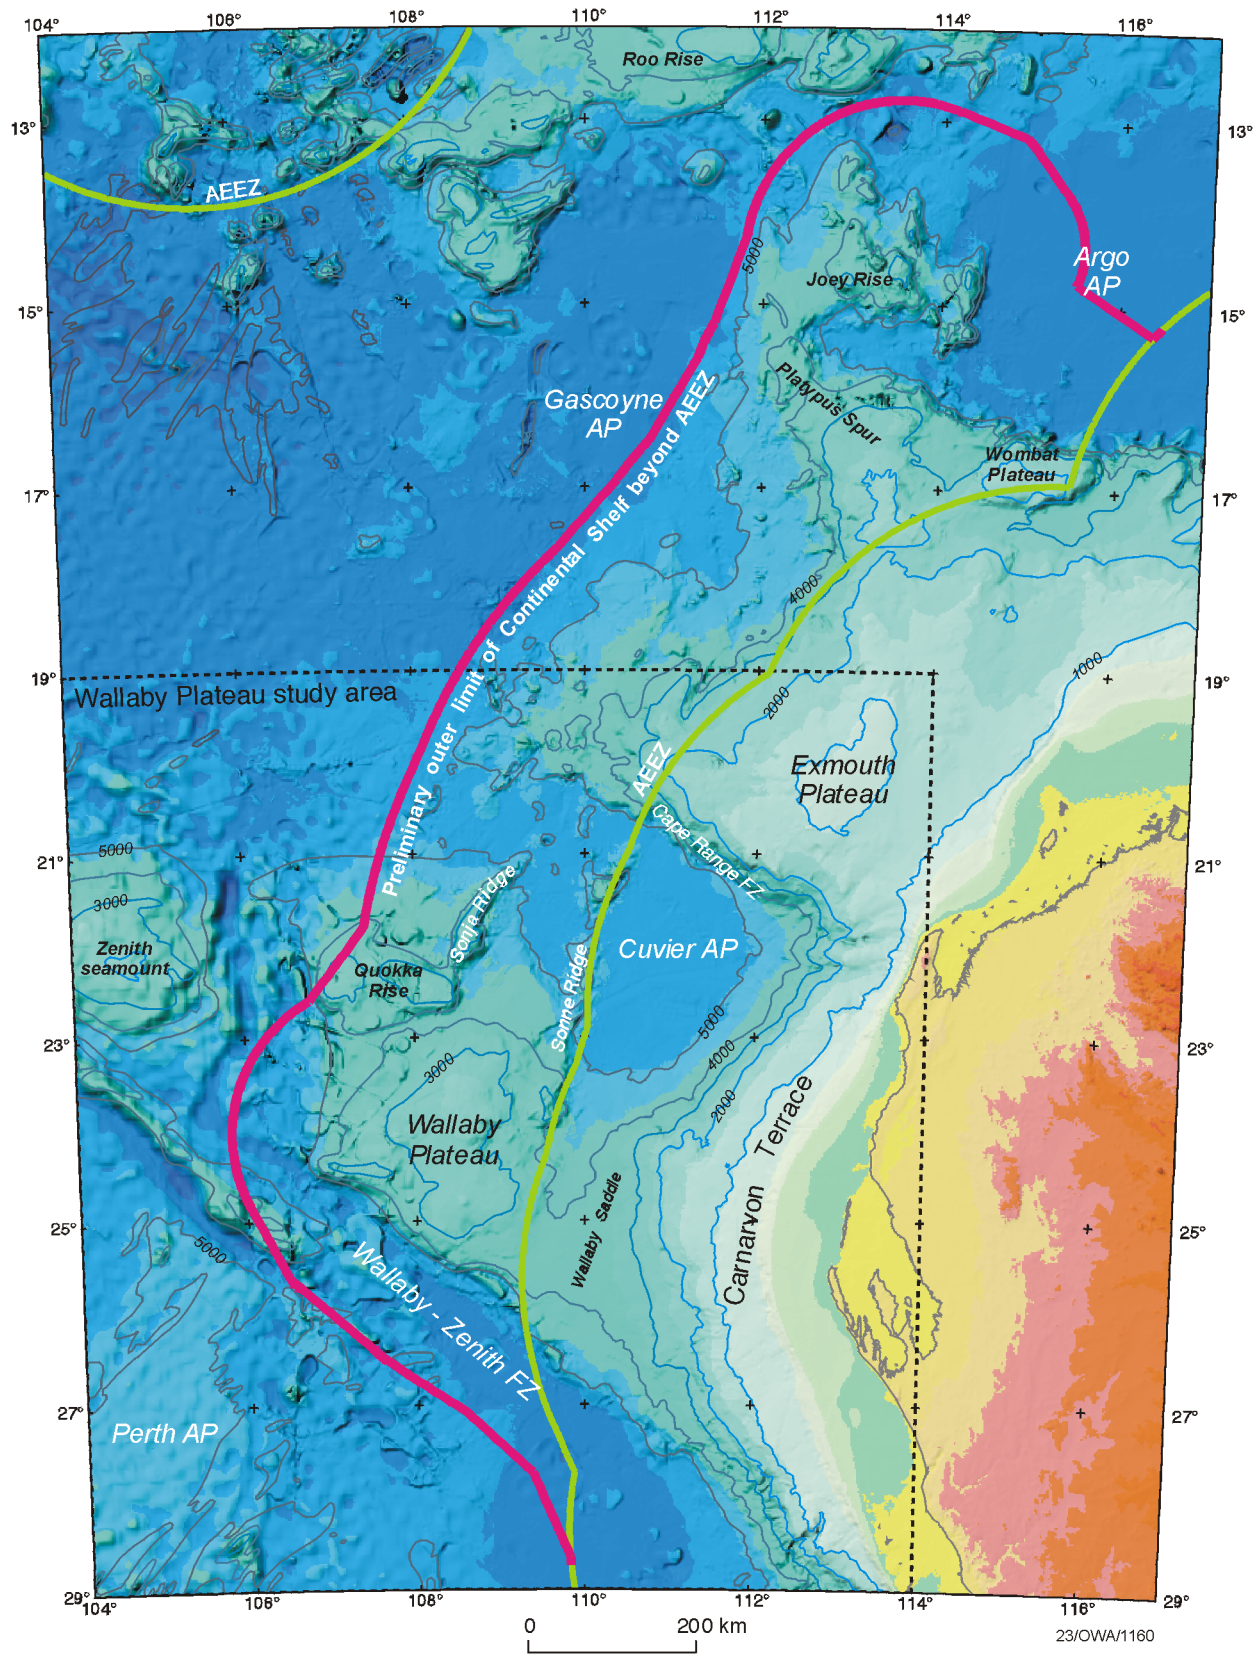 104° 106° 108° 110° 112° 114° 116°
Roo Rise
13° 13°
AEEZ
Argo
AP
5000
Joey Rise
15° 15°
Gascoyne
AP
Platypus Spur
Wombat
Plateau
17° 17°
Preliminary outer limit of Continental Shelf beyond AEEZ
4000
19° 19°
Wallaby Plateau study area
1000
2000
Exmouth
Plateau
AEEZ
Cape Range FZ
5000
21° 21°
3000
Sonja Ridge
Zenith
seamount
Cuvier AP
Quokka
Rise
Sonne Ridge
5000
23° 23°
4000
3000
2000
Wallaby
Plateau
Carnarvon Terrace
Wallaby Saddle
25° 25°
5000
Wallaby - Zenith FZ
27° 27°
Perth AP
29° 29°
104° 106° 108° 110° 112° 114° 116°
0 200 km
23/OWA/1160